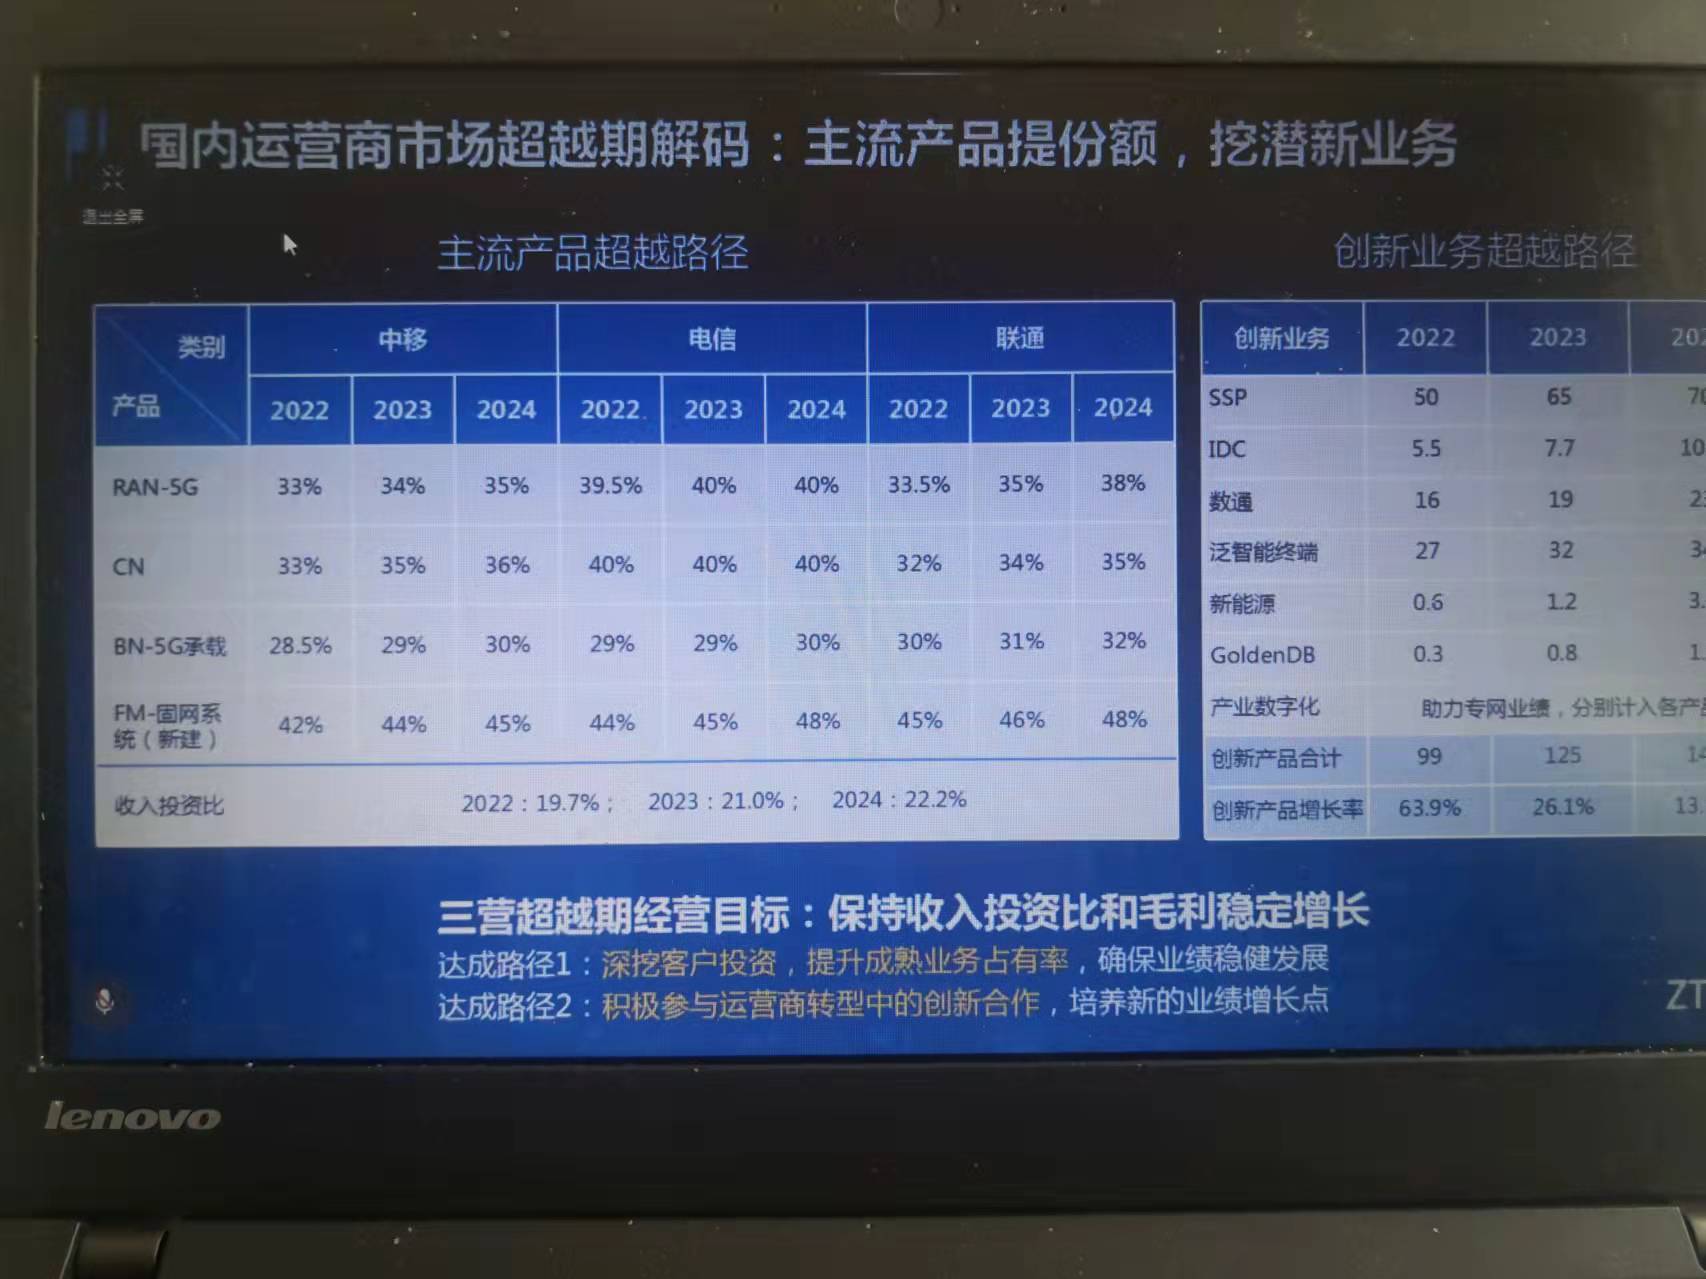 国内运营商市场超越期解码：主流产品提份额，挖潜新业务
退出全屏
主流产品超越路径
类别 中移 电信 联通
产品 2022 2023 2024 2022 2023 2024 2022 2023 2024
RAN-5G 33% 34% 35% 39.5% 40% 40% 33.5% 35% 38%
CN 33% 35% 36% 40% 40% 40% 32% 34% 35%
BN-5G承载 28.5% 29% 30% 29% 29% 30% 30% 31% 32%
FM-固网系
统（新建） 42% 44% 45% 44% 45% 48% 45% 46% 48%
收入投资比 2022：19.7%； 2023：21.0%； 2024：22.2%
创新业务超越路径
创新业务 2022 2023
SSP 50 65
IDC 5.5 7.7
数通 16 19
泛智能终端 27 32
新能源 0.6 1.2
GoldenDB 0.3 0.8
产业数字化 助力专网业绩，分别计入各产品
创新产品合计 99 125
创新产品增长率 63.9% 26.1%
三营超越期经营目标：保持收入投资比和毛利稳定增长
达成路径1：深挖客户投资，提升成熟业务占有率，确保业绩稳健发展
达成路径2：积极参与运营商转型中的创新合作，培养新的业绩增长点
ZT
lenovo